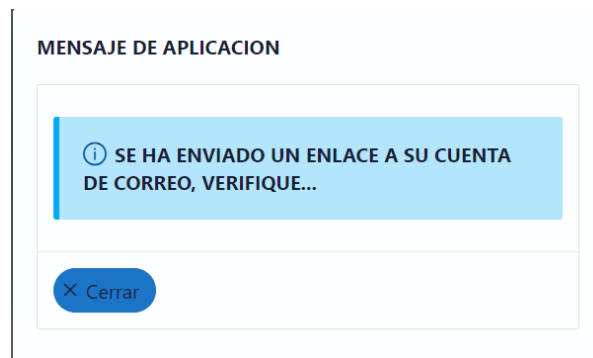 MENSAJE DE APLICACION
SE HA ENVIADO UN ENLACE A SU CUENTA
DE CORREO, VERIFIQUE...
Cerrar